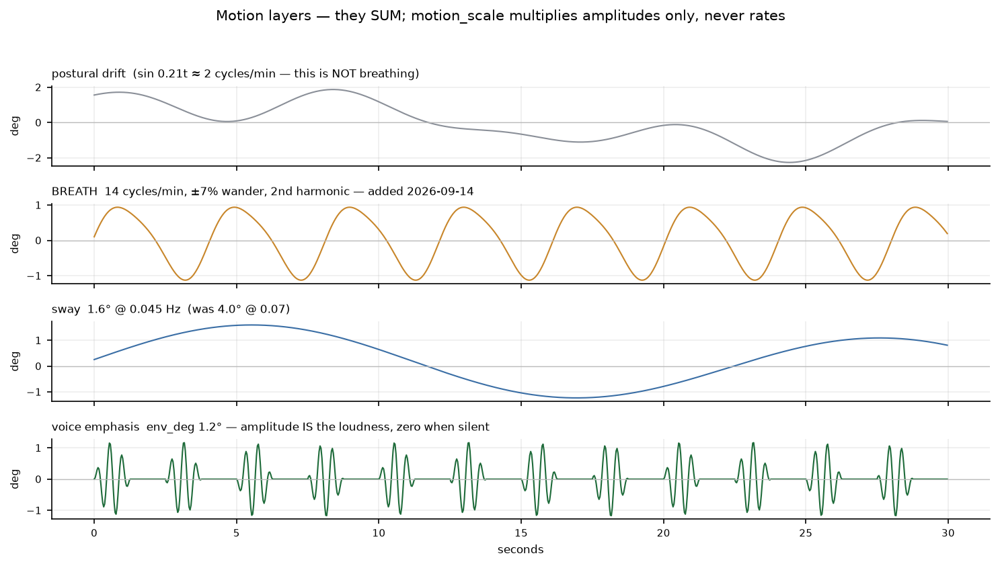 Motion layers — they SUM; motion_scale multiplies amplitudes only, never rates
postural drift  (sin 0.21t ≈ 2 cycles/min — this is NOT breathing)
2
0
−2
deg
BREATH  14 cycles/min, ±7% wander, 2nd harmonic — added 2026-09-14
1
0
−1
deg
sway  1.6° @ 0.045 Hz  (was 4.0° @ 0.07)
1
0
−1
deg
voice emphasis  env_deg 1.2° — amplitude IS the loudness, zero when silent
1
0
−1
deg
0 5 10 15 20 25 30
seconds